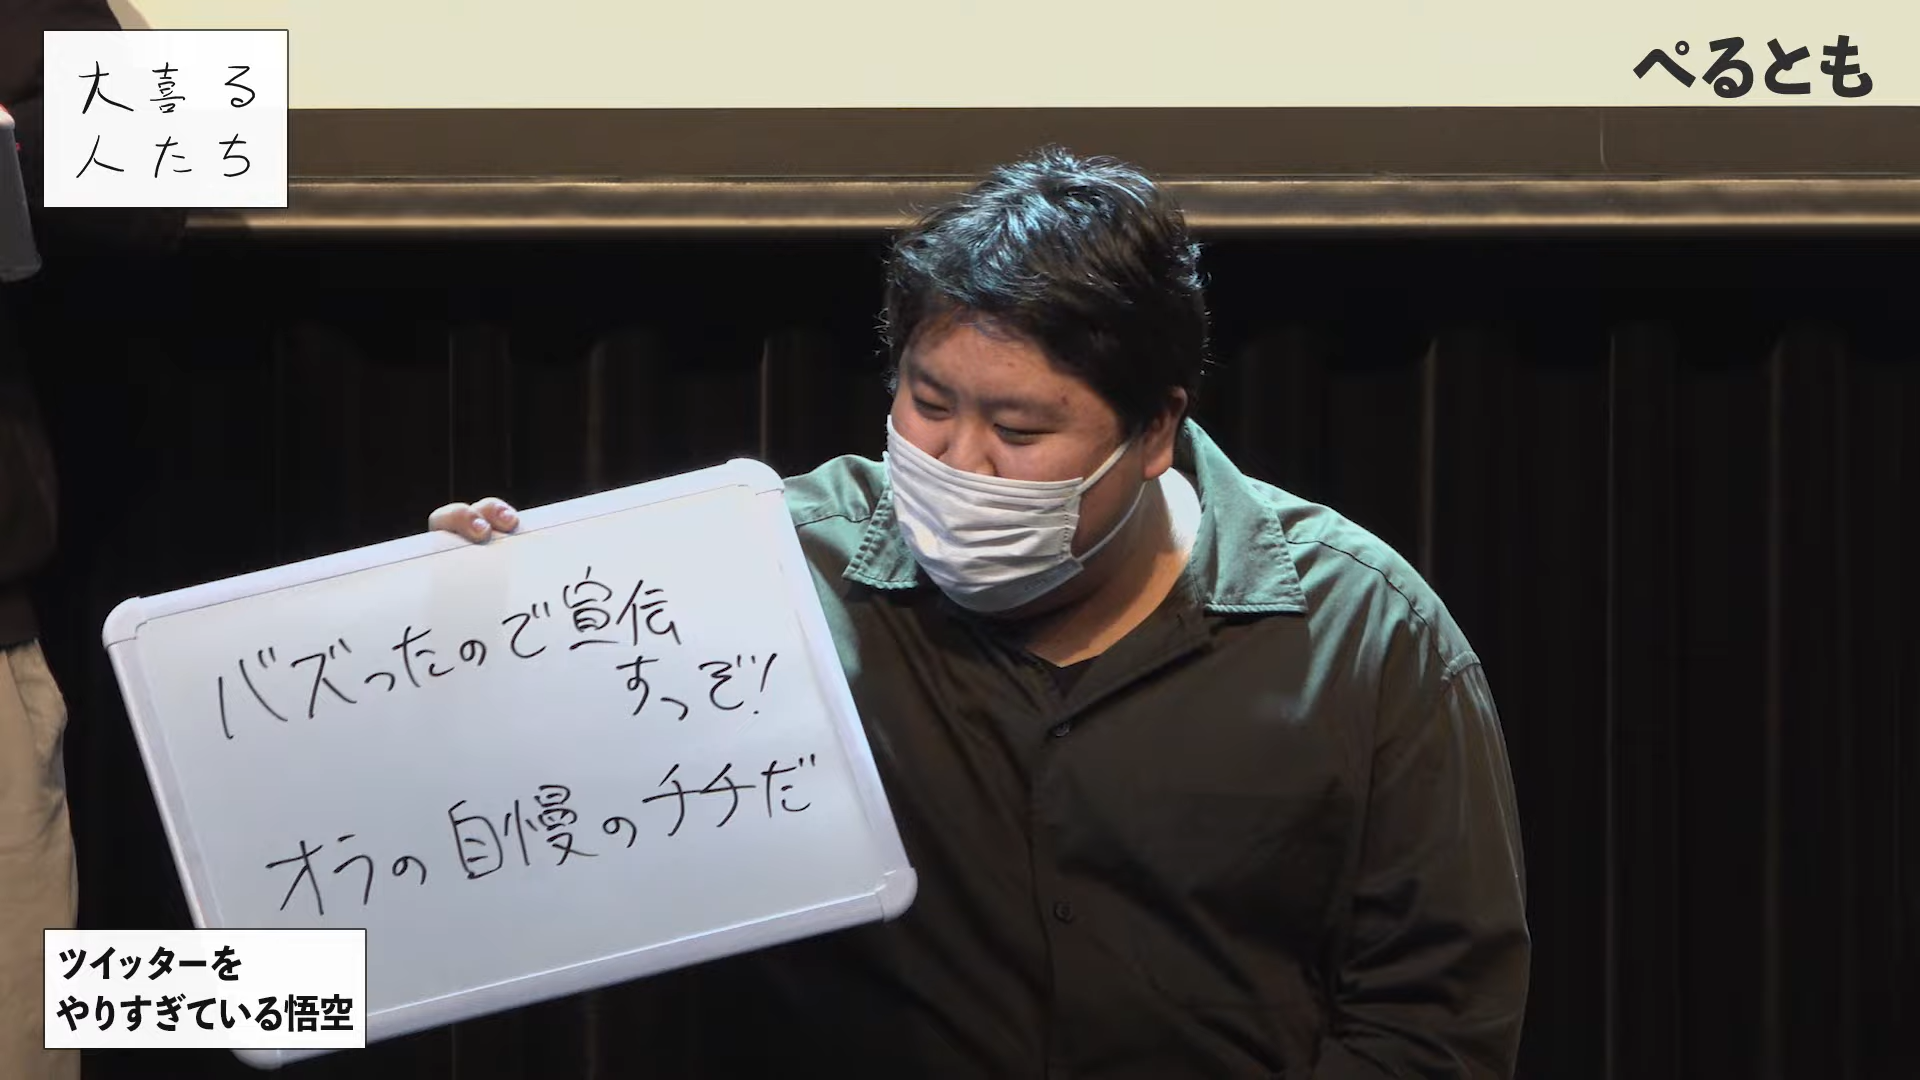 大喜る
人たち
ぺるとも
バズったので宣伝
すっぞ!
オラの自慢のチチだ
ツイッターを
やりすぎている悟空